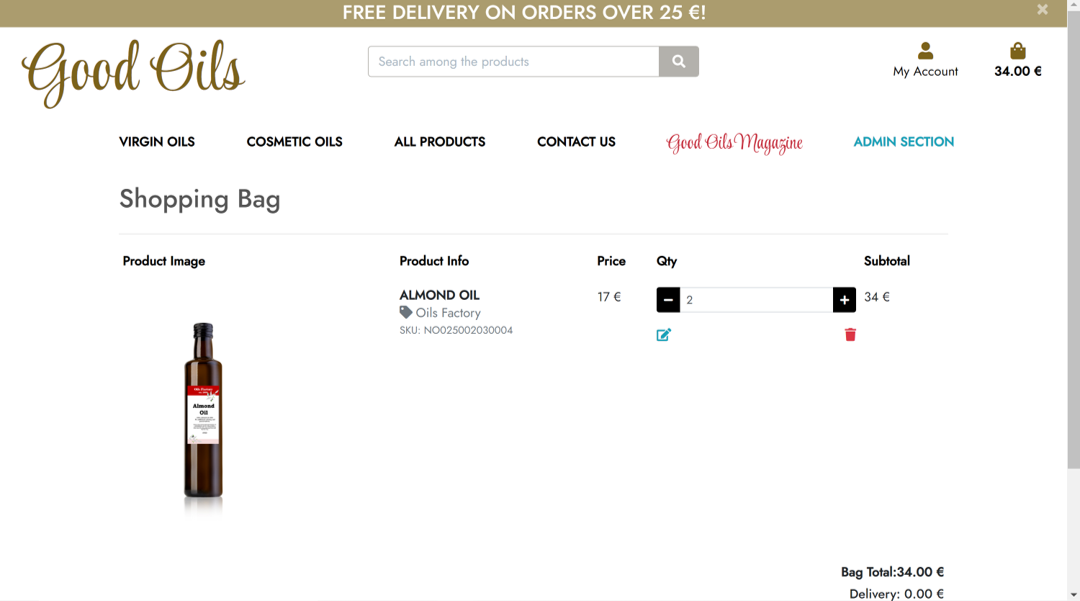 FREE DELIVERY ON ORDERS OVER 25 €!
Good Oils
Search among the products
My Account
34.00 €
VIRGIN OILS COSMETIC OILS ALL PRODUCTS CONTACT US Good Oils Magazine ADMIN SECTION
Shopping Bag
Product Image Product Info Price Qty Subtotal
ALMOND OIL 17 € 2 34 €
Oils Factory
SKU: NO025002030004
Almond
Oil
Bag Total:34.00 €
Delivery: 0.00 €